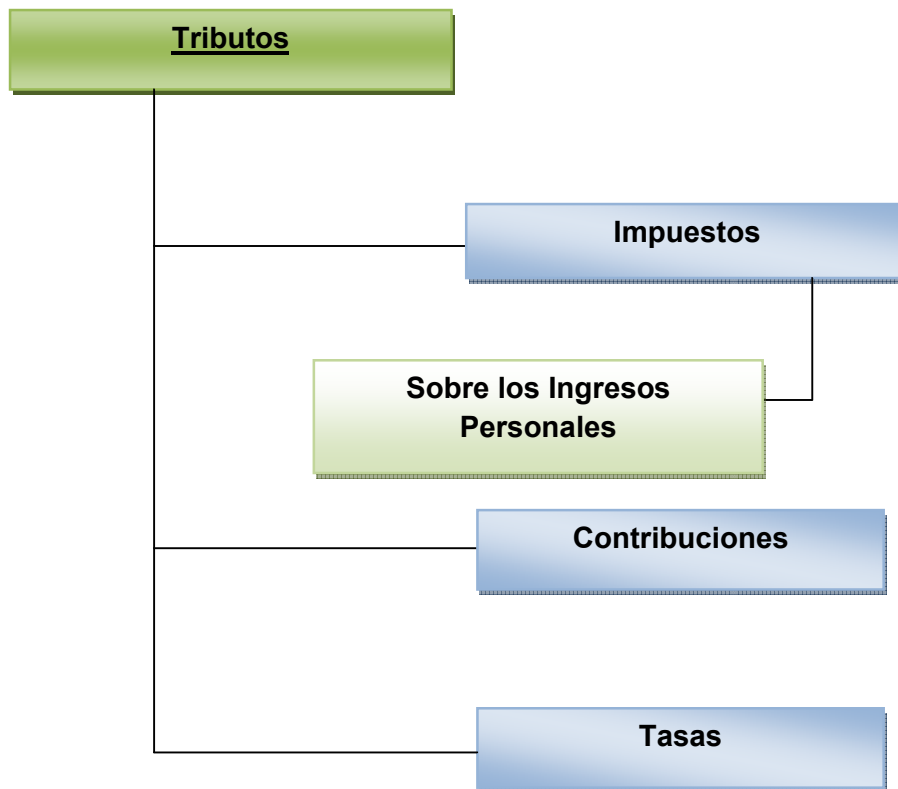 Tributos
Impuestos
Sobre los Ingresos
Personales
Contribuciones
Tasas